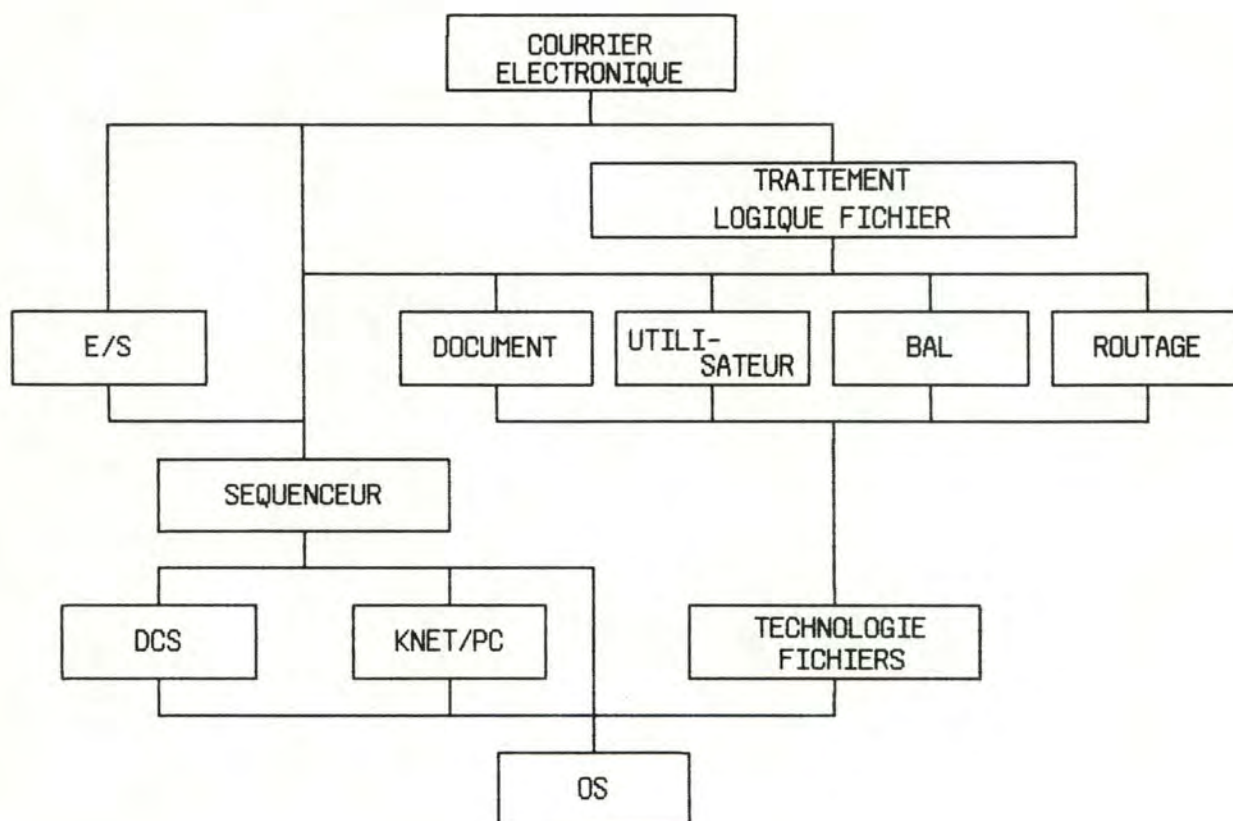 COURRIER
ELECTRONIQUE
TRAITEMENT
LOGIQUE FICHIER
E/S
DOCUMENT
UTILI-
SATEUR
BAL
ROUTAGE
SEQUENCEUR
DCS
KNET/PC
TECHNOLOGIE
FICHIERS
OS